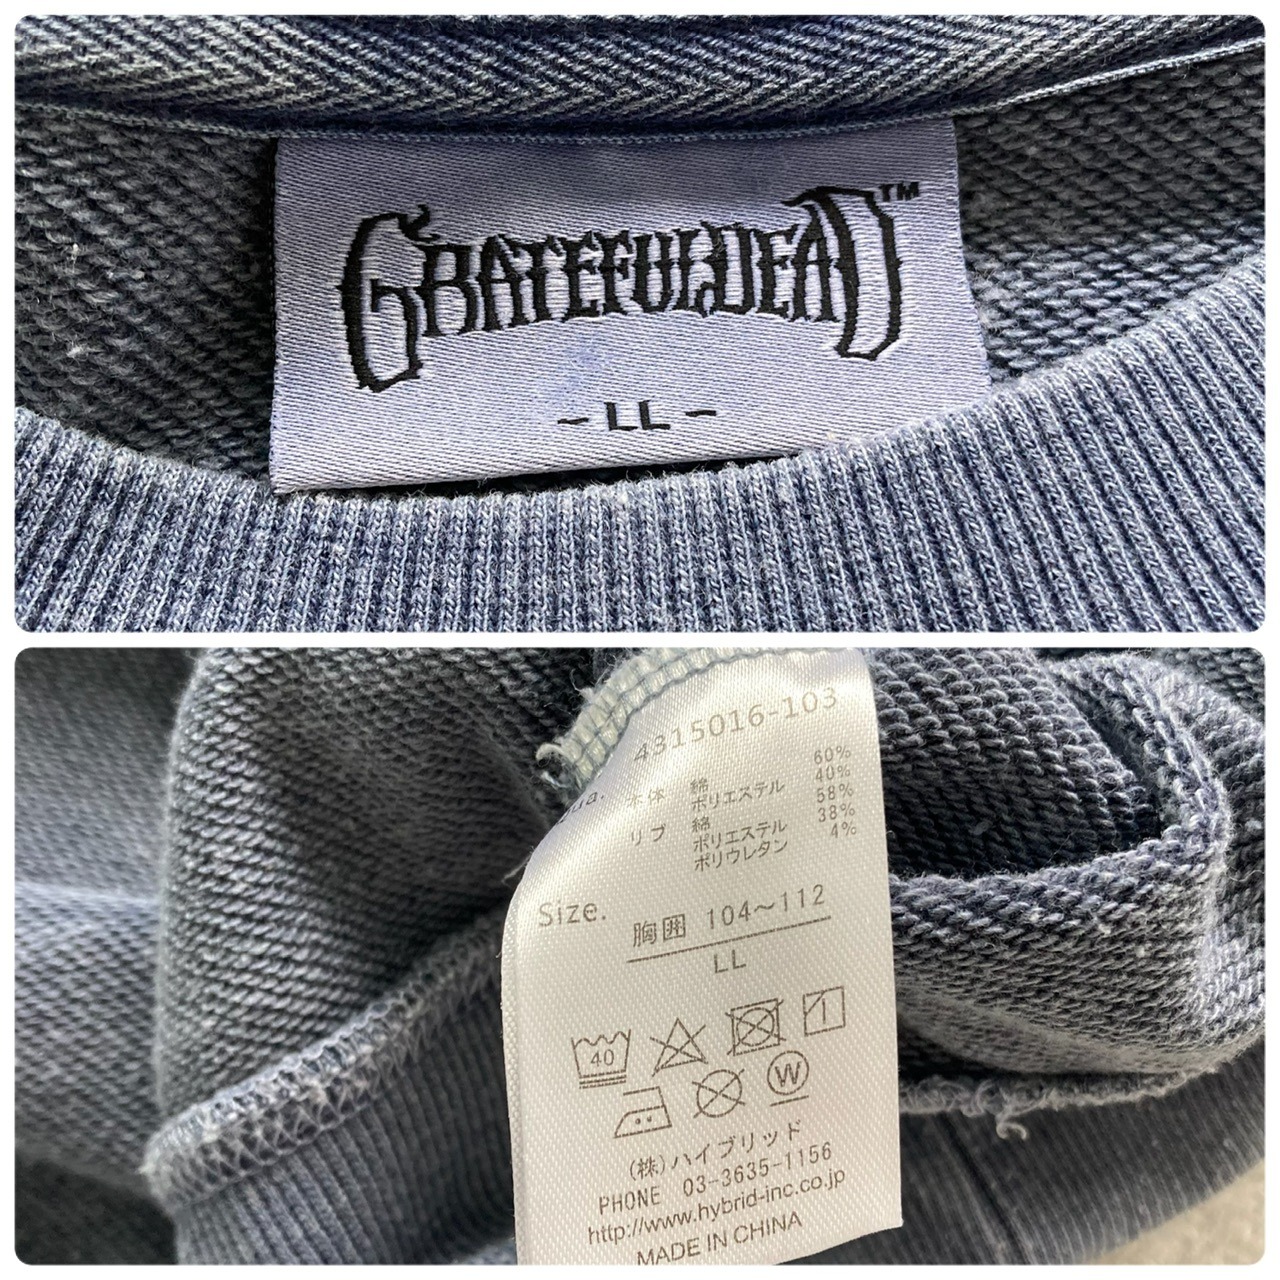 GRATEFUL DEAD™
- LL -
4315016-103
ua.
本体 綿 60%
ポリエステル 40%
リブ 綿 58%
ポリエステル 38%
ポリウレタン 4%
Size.
胸囲 104～112
LL
40
W
(株)ハイブリッド
PHONE 03-3635-1156
http://www.hybrid-inc.co.jp
MADE IN CHINA